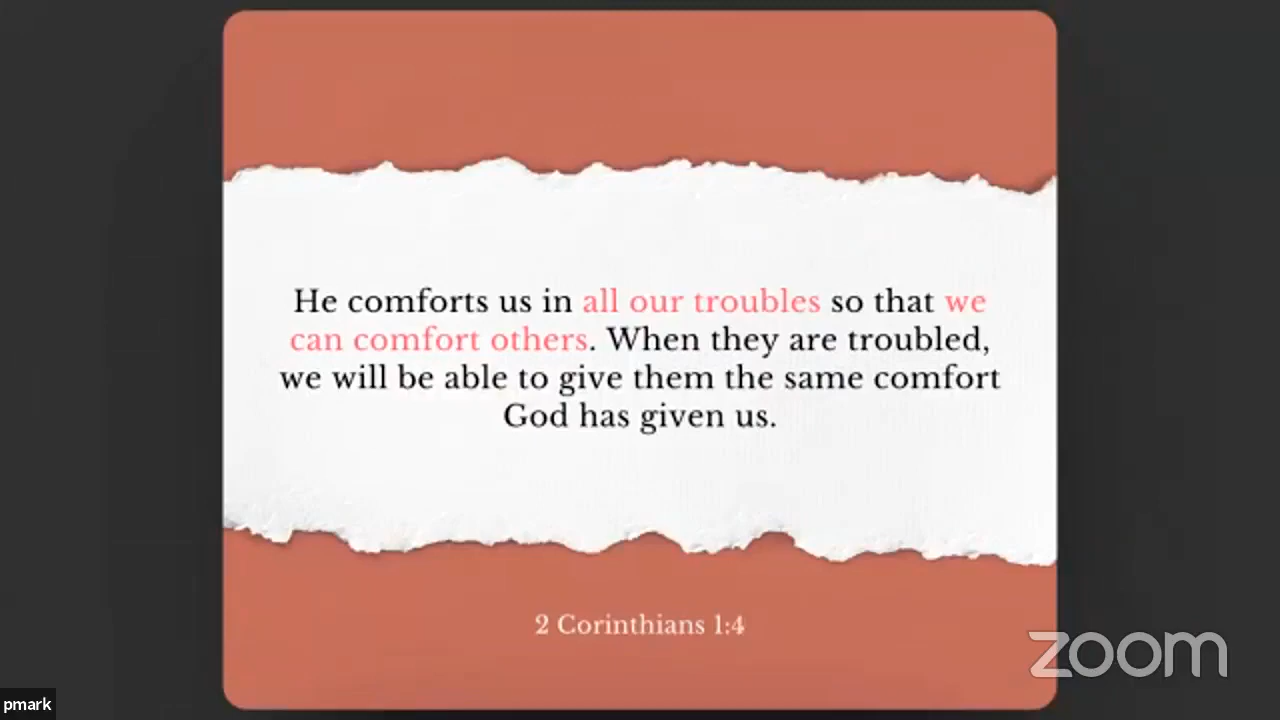 He comforts us in all our troubles so that we
can comfort others. When they are troubled,
we will be able to give them the same comfort
God has given us.
2 Corinthians 1:4
zoom
pmark